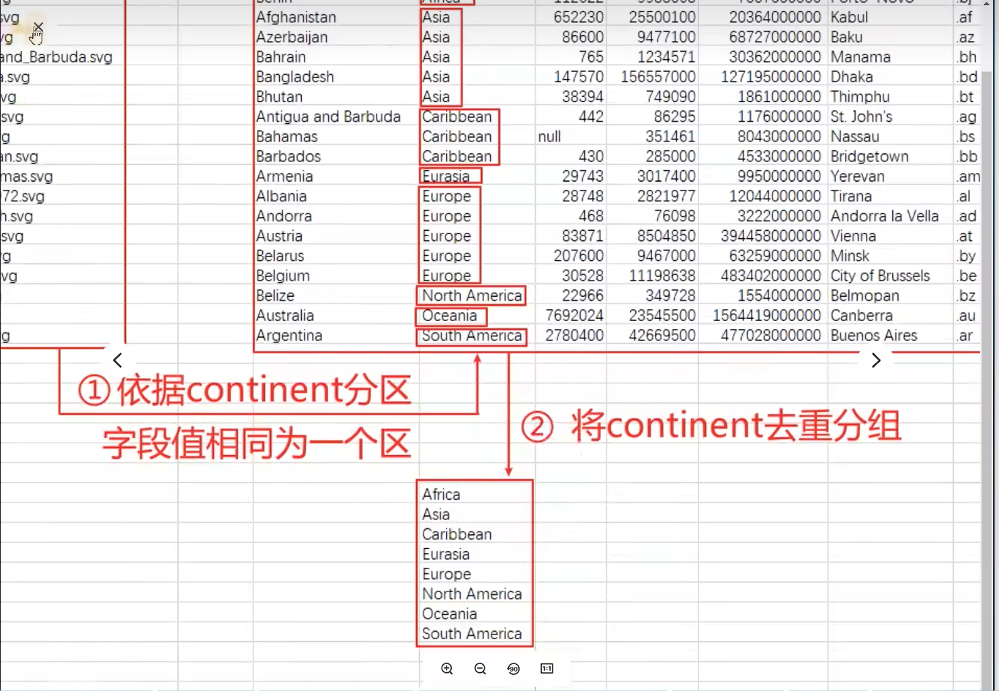 svg Afghanistan Asia 652230 25500100 20364000000 Kabul .af
vg Azerbaijan Asia 86600 9477100 68727000000 Baku .az
and_Barbuda.svg Bahrain Asia 765 1234571 30362000000 Manama .bh
a.svg Bangladesh Asia 147570 156557000 127195000000 Dhaka .bd
vg Bhutan Asia 38394 749090 1861000000 Thimphu .bt
svg Antigua and Barbuda Caribbean 442 86295 1176000000 St. John's .ag
g Bahamas Caribbean null 351461 8043000000 Nassau .bs
an.svg Barbados Caribbean 430 285000 4533000000 Bridgetown .bb
mas.svg Armenia Eurasia 29743 3017400 9950000000 Yerevan .am
072.svg Albania Europe 28748 2821977 12044000000 Tirana .al
h.svg Andorra Europe 468 76098 3222000000 Andorra la Vella .ad
svg Austria Europe 83871 8504850 394458000000 Vienna .at
g Belarus Europe 207600 9467000 63259000000 Minsk .by
vg Belgium Europe 30528 11198638 483402000000 City of Brussels .be
Belize North America 22966 349728 1554000000 Belmopan .bz
Australia Oceania 7692024 23545500 1564419000000 Canberra .au
g Argentina South America 2780400 42669500 477028000000 Buenos Aires .ar
① 依据continent分区
字段值相同为一个区
② 将continent去重分组
Africa
Asia
Caribbean
Eurasia
Europe
North America
Oceania
South America
90
1:1